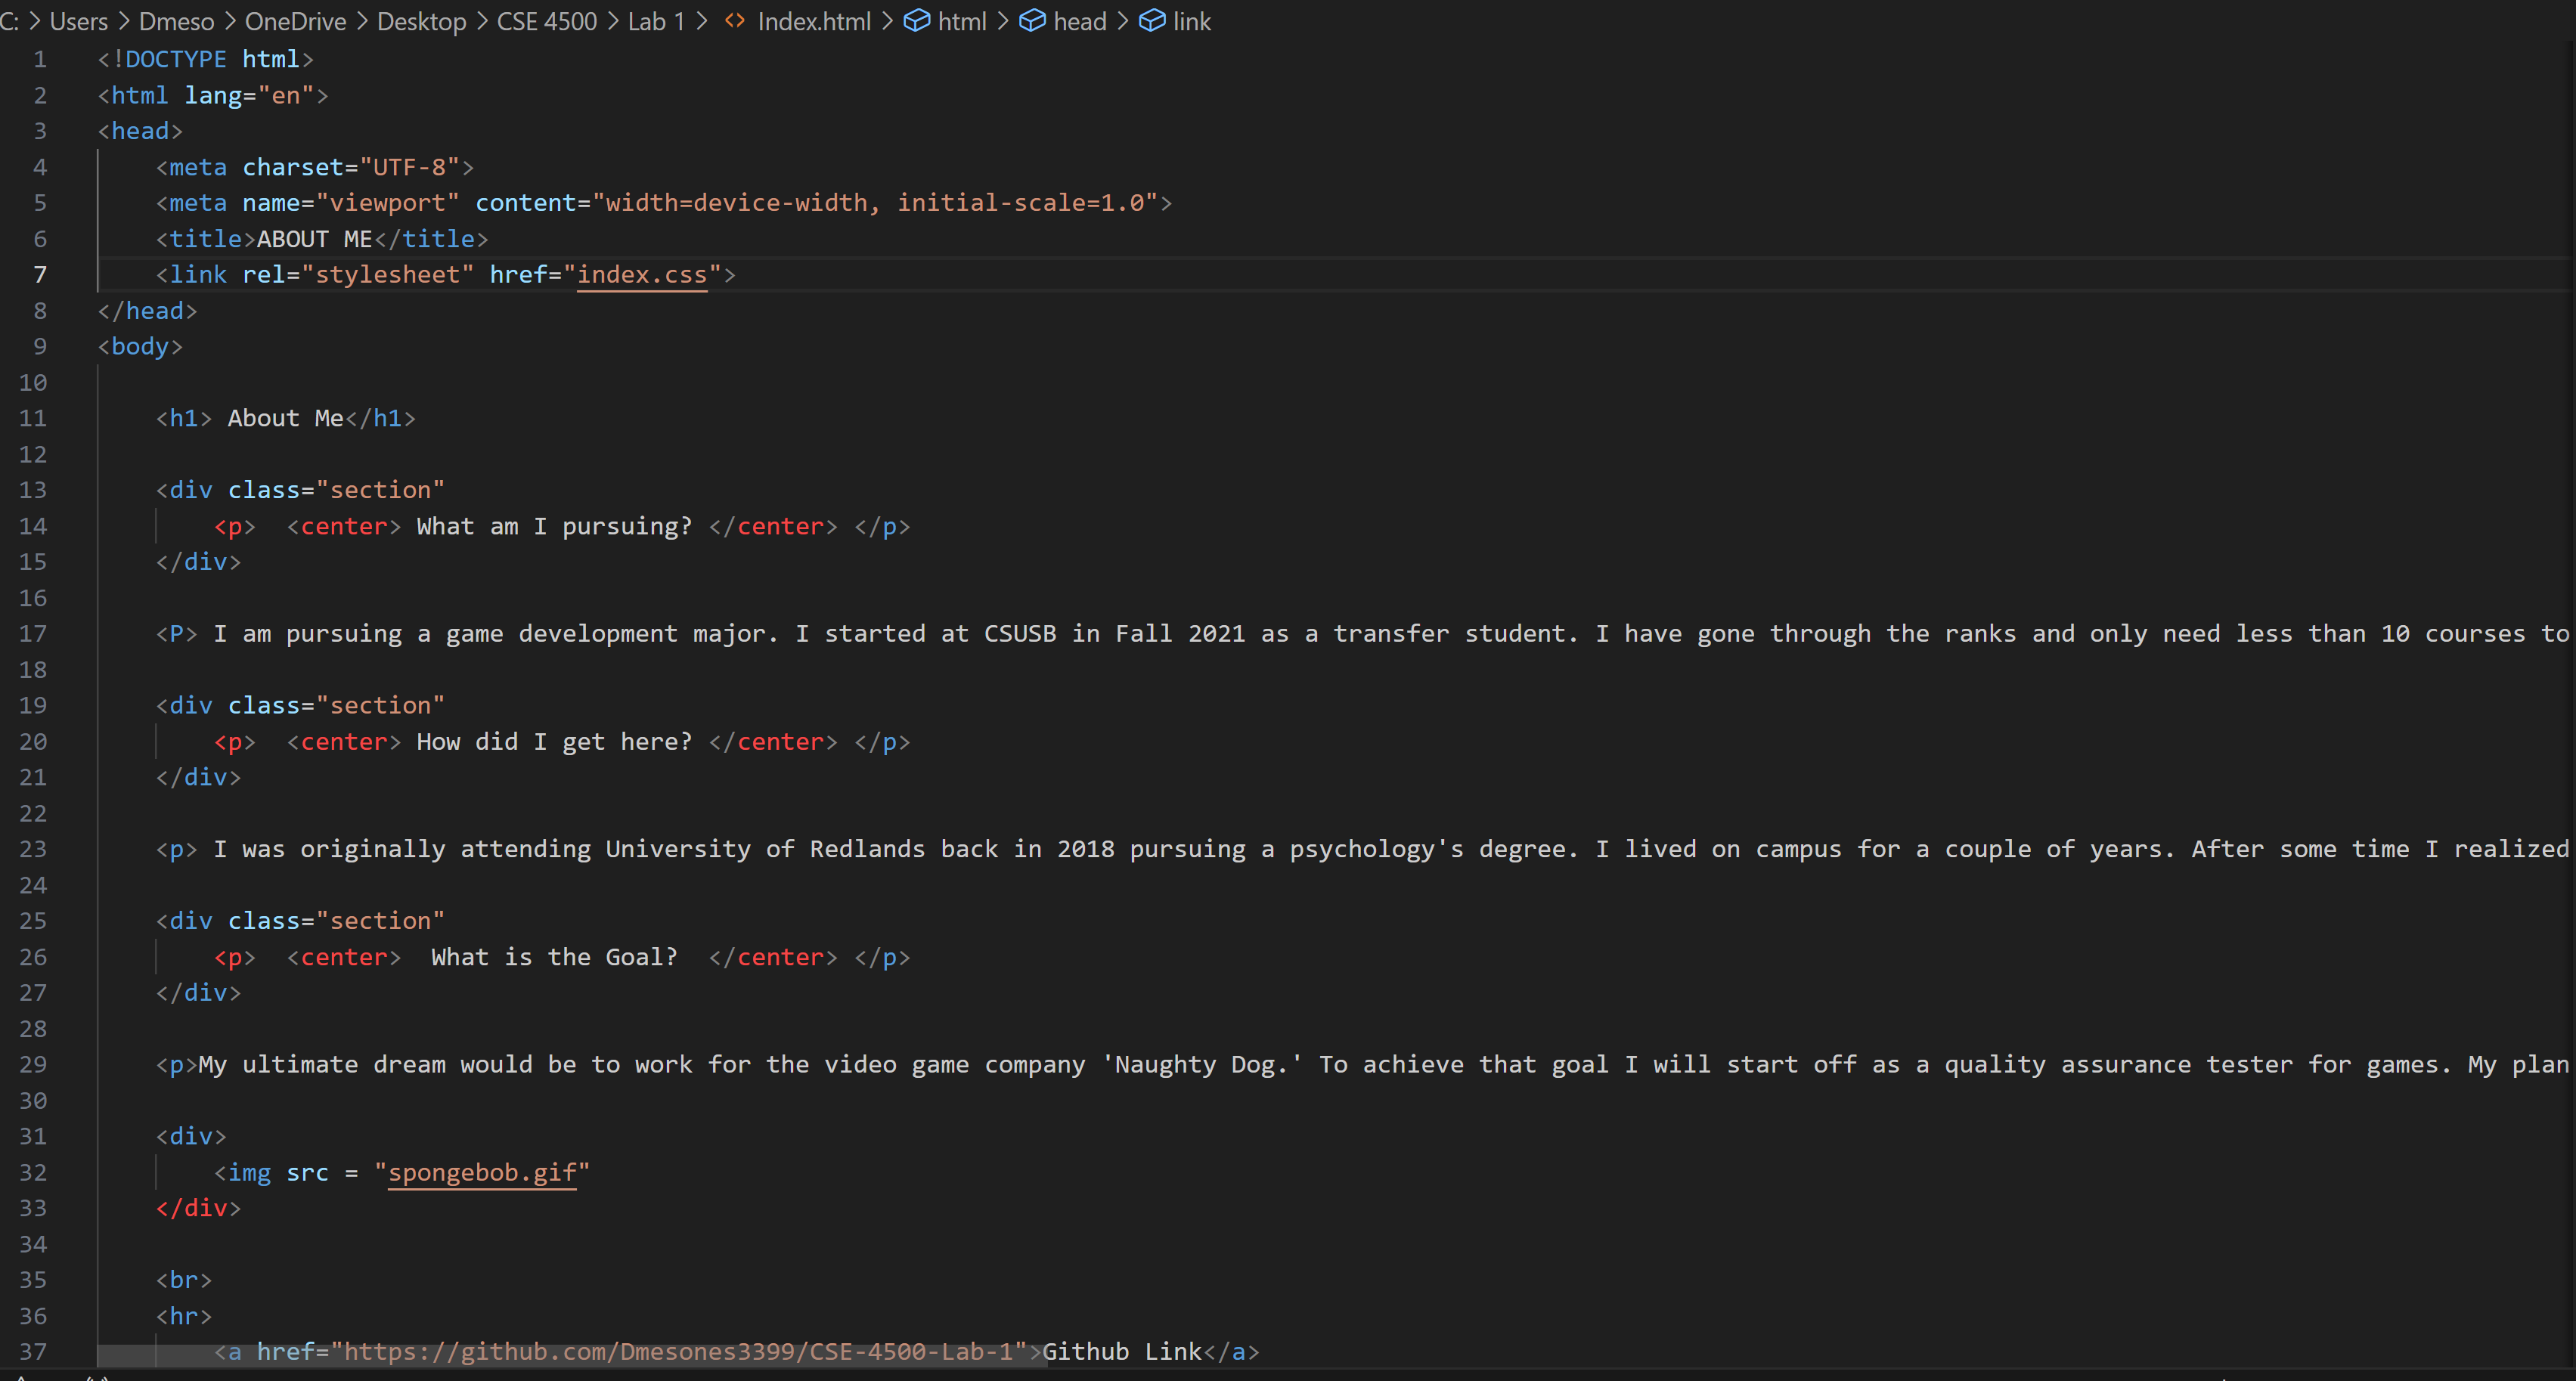 C: > Users > Dmeso > OneDrive > Desktop > CSE 4500 > Lab 1 > <> Index.html > html > head > link
1 <!DOCTYPE html>
2 <html lang="en">
3 <head>
4     <meta charset="UTF-8">
5     <meta name="viewport" content="width=device-width, initial-scale=1.0">
6     <title>ABOUT ME</title>
7     <link rel="stylesheet" href="index.css">
8 </head>
9 <body>
10
11     <h1> About Me</h1>
12
13     <div class="section"
14         <p>  <center> What am I pursuing? </center> </p>
15     </div>
16
17     <P> I am pursuing a game development major. I started at CSUSB in Fall 2021 as a transfer student. I have gone through the ranks and only need less than 10 courses to
18
19     <div class="section"
20         <p>  <center> How did I get here? </center> </p>
21     </div>
22
23     <p> I was originally attending University of Redlands back in 2018 pursuing a psychology's degree. I lived on campus for a couple of years. After some time I realized
24
25     <div class="section"
26         <p>  <center>  What is the Goal?  </center> </p>
27     </div>
28
29     <p>My ultimate dream would be to work for the video game company 'Naughty Dog.' To achieve that goal I will start off as a quality assurance tester for games. My plan
30
31     <div>
32         <img src = "spongebob.gif"
33     </div>
34
35     <br>
36     <hr>
37         <a href="https://github.com/Dmesones3399/CSE-4500-Lab-1">Github Link</a>